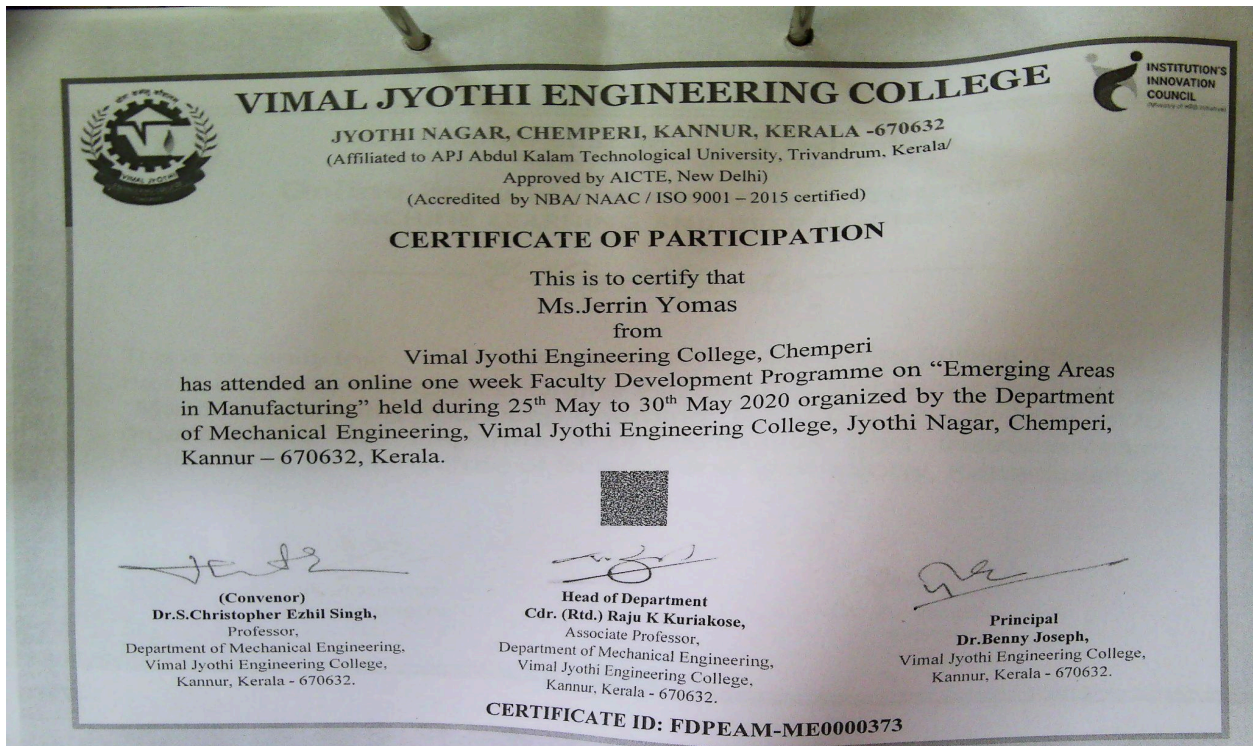 VIMAL JYOTHI ENGINEERING COLLEGE
INSTITUTION'S
INNOVATION
COUNCIL
JYOTHI NAGAR, CHEMPERI, KANNUR, KERALA -670632
(Affiliated to APJ Abdul Kalam Technological University, Trivandrum, Kerala/
Approved by AICTE, New Delhi)
(Accredited by NBA/ NAAC / ISO 9001 – 2015 certified)
VIMAL JYOTHI
CERTIFICATE OF PARTICIPATION
This is to certify that
Ms.Jerrin Yomas
from
Vimal Jyothi Engineering College, Chemperi
has attended an online one week Faculty Development Programme on “Emerging Areas
in Manufacturing” held during 25th May to 30th May 2020 organized by the Department
of Mechanical Engineering, Vimal Jyothi Engineering College, Jyothi Nagar, Chemperi,
Kannur – 670632, Kerala.
(Convenor)
Dr.S.Christopher Ezhil Singh,
Professor,
Department of Mechanical Engineering,
Vimal Jyothi Engineering College,
Kannur, Kerala - 670632.
Head of Department
Cdr. (Rtd.) Raju K Kuriakose,
Associate Professor,
Department of Mechanical Engineering,
Vimal Jyothi Engineering College,
Kannur, Kerala - 670632.
Principal
Dr.Benny Joseph,
Vimal Jyothi Engineering College,
Kannur, Kerala - 670632.
CERTIFICATE ID: FDPEAM-ME0000373